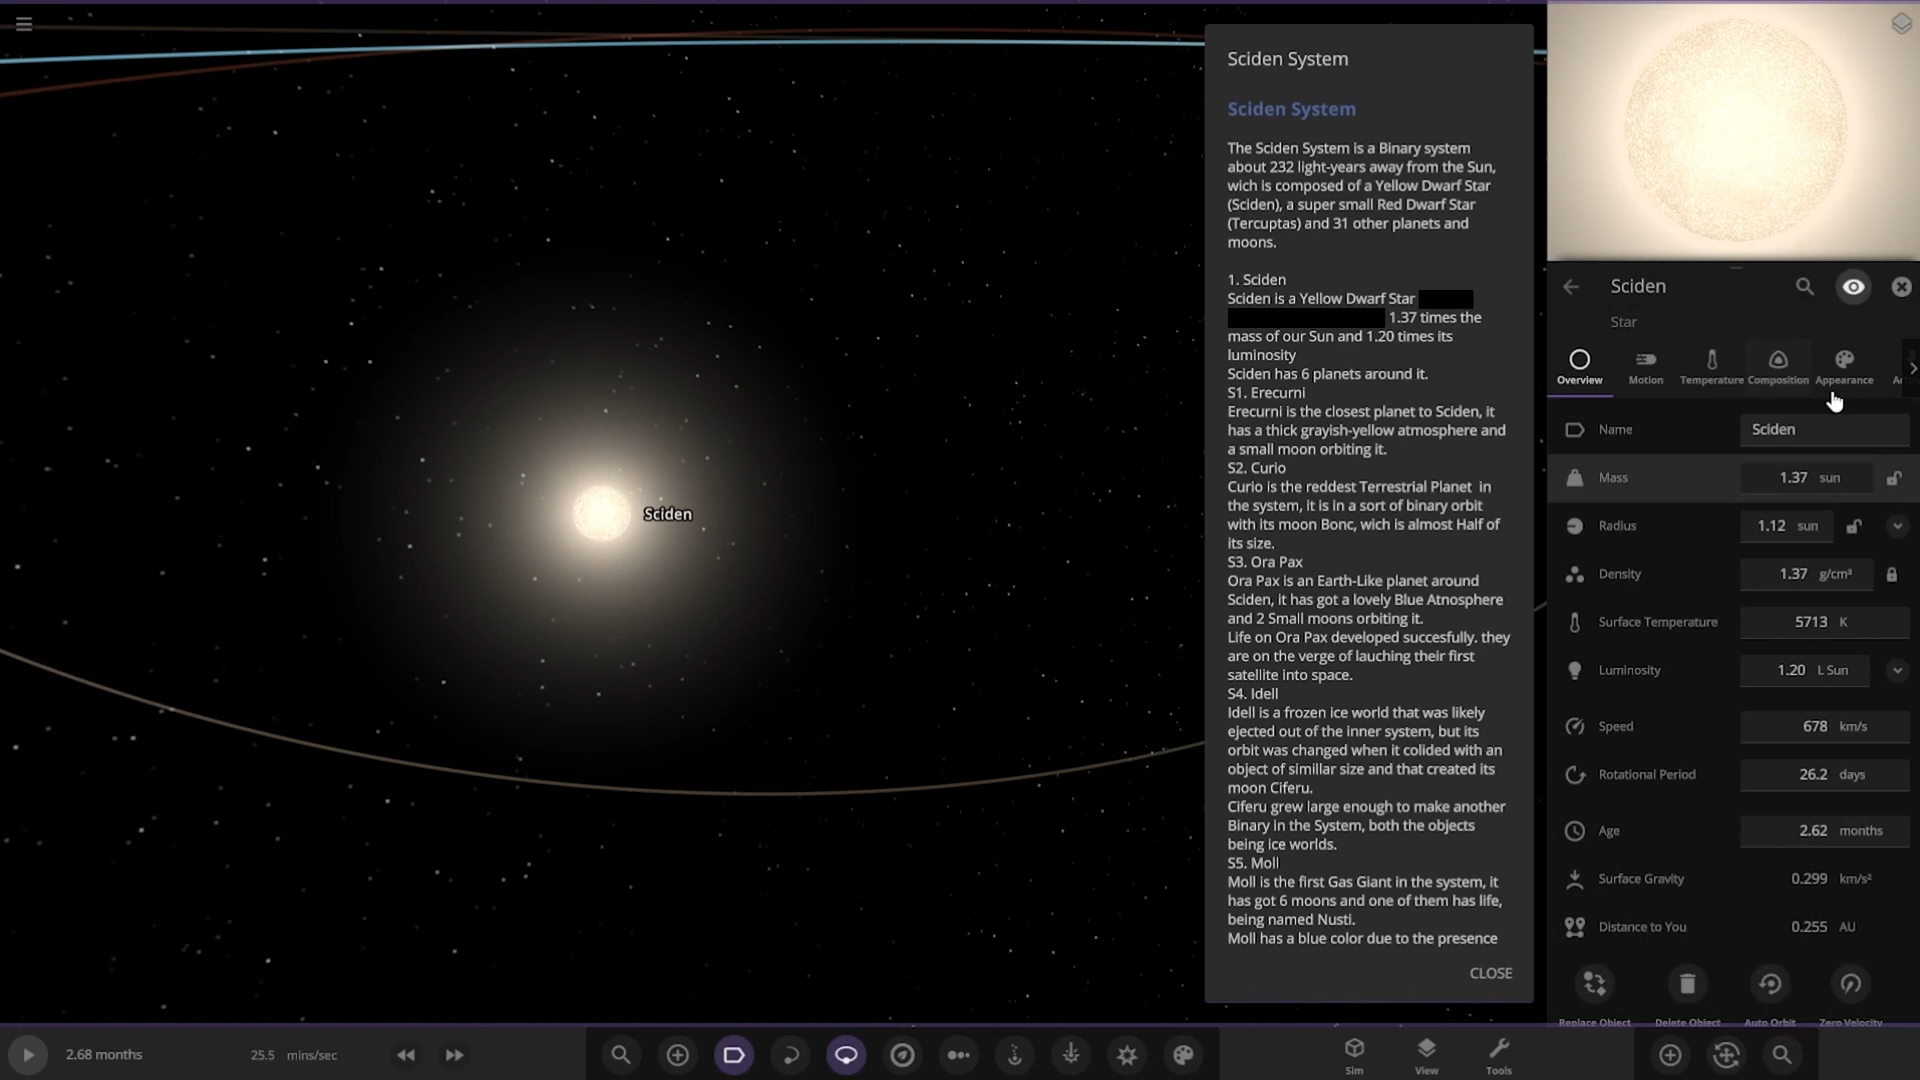 Sciden System
Sciden System
The Sciden System is a Binary system
about 232 light-years away from the Sun,
wich is composed of a Yellow Dwarf Star
(Sciden), a super small Red Dwarf Star
(Tercuptas) and 31 other planets and
moons.
1. Sciden
Sciden is a Yellow Dwarf Star
1.37 times the
mass of our Sun and 1.20 times its
luminosity
Sciden has 6 planets around it.
S1. Erecurni
Erecurni is the closest planet to Sciden, it
has a thick grayish-yellow atmosphere and
a small moon orbiting it.
S2. Curio
Curio is the reddest Terrestrial Planet in
the system, it is in a sort of binary orbit
with its moon Bonc, wich is almost Half of
its size.
S3. Ora Pax
Ora Pax is an Earth-Like planet around
Sciden, it has got a lovely Blue Atnosphere
and 2 Small moons orbiting it.
Life on Ora Pax developed succesfully. they
are on the verge of lauching their first
satellite into space.
S4. Idell
Idell is a frozen ice world that was likely
ejected out of the inner system, but its
orbit was changed when it colided with an
object of simillar size and that created its
moon Ciferu.
Ciferu grew large enough to make another
Binary in the System, both the objects
being ice worlds.
S5. Moll
Moll is the first Gas Giant in the system, it
has got 6 moons and one of them has life,
being named Nusti.
Moll has a blue color due to the presence
CLOSE
Sciden
Sciden
Star
Overview Motion Temperature Composition Appearance
Name Sciden
Mass 1.37 sun
Radius 1.12 sun
Density 1.37 g/cm³
Surface Temperature 5713 K
Luminosity 1.20 L Sun
Speed 678 km/s
Rotational Period 26.2 days
Age 2.62 months
Surface Gravity 0.299 km/s²
Distance to You 0.255 AU
Replace Object Delete Object Auto Orbit Zero Velocity
2.68 months 25.5 mins/sec
Sim View Tools